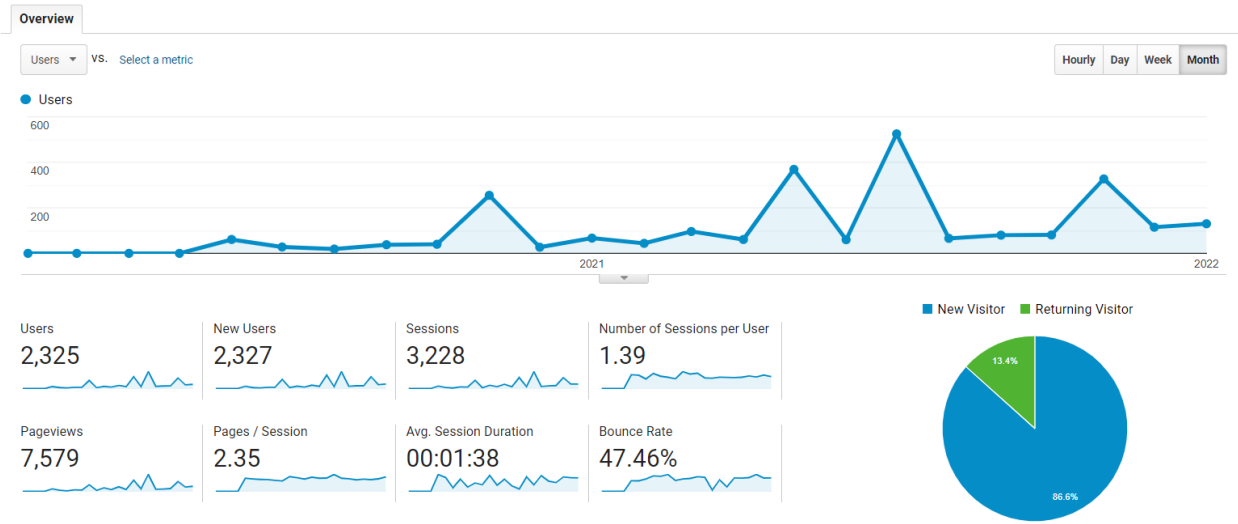 Overview
Users vs. Select a metric
Hourly Day Week Month
Users
600
400
200
2021 2022
New Visitor Returning Visitor
Users New Users Sessions Number of Sessions per User
2,325 2,327 3,228 1.39
13.4%
Pageviews Pages / Session Avg. Session Duration Bounce Rate
7,579 2.35 00:01:38 47.46%
86.6%